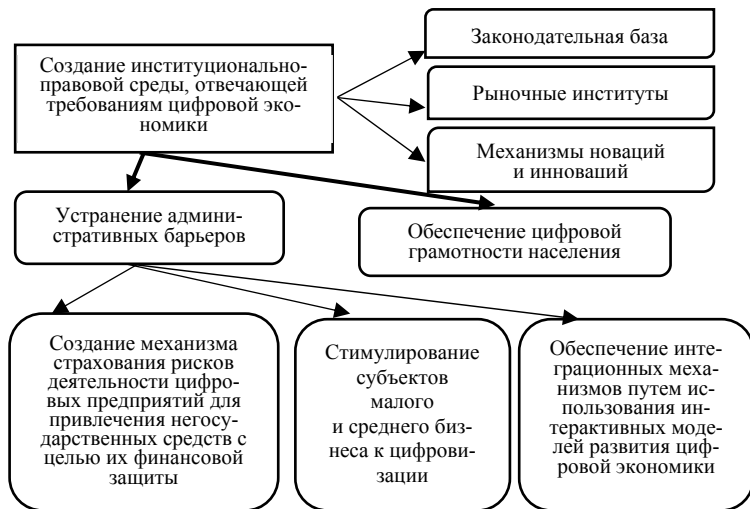 Создание институционально-
правовой среды, отвечающей
требованиям цифровой эко-
номики
Законодательная база
Рыночные институты
Механизмы новаций
и инноваший
Устранение админи-
стративных барьеров
Обеспечение цифровой
грамотности населения
Создание механизма
страхования рисков
деятельности цифро-
вых предприятий для
привлечения негосу-
дарственных средств с
целью их финансовой
защиты
Стимулирование
субъектов
малого
и среднего биз-
неса к цифрови-
зации
Обеспечение инте-
грационных меха-
низмов путем ис-
пользования ин-
терактивных моде-
лей развития циф-
ровой экономики